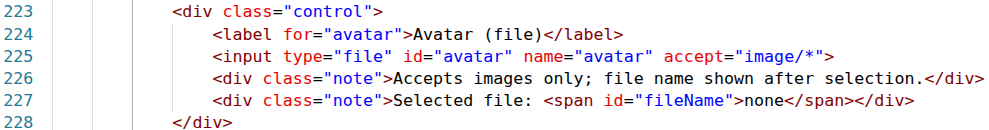 223 <div class="control">
224 <label for="avatar">Avatar (file)</label>
225 <input type="file" id="avatar" name="avatar" accept="image/*">
226 <div class="note">Accepts images only; file name shown after selection.</div>
227 <div class="note">Selected file: <span id="fileName">none</span></div>
228 </div>